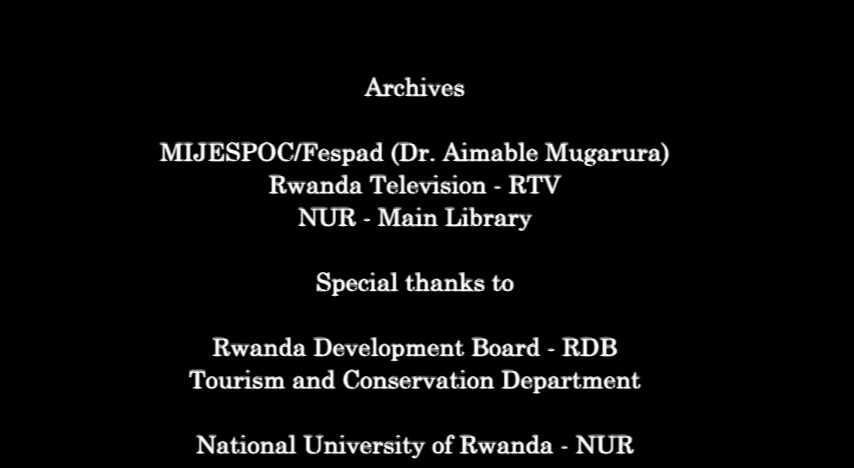 Archives
MIJESPOC/Fespad (Dr. Aimable Mugarura)
Rwanda Television - RTV
NUR - Main Library
Special thanks to
Rwanda Development Board - RDB
Tourism and Conservation Department
National University of Rwanda - NUR